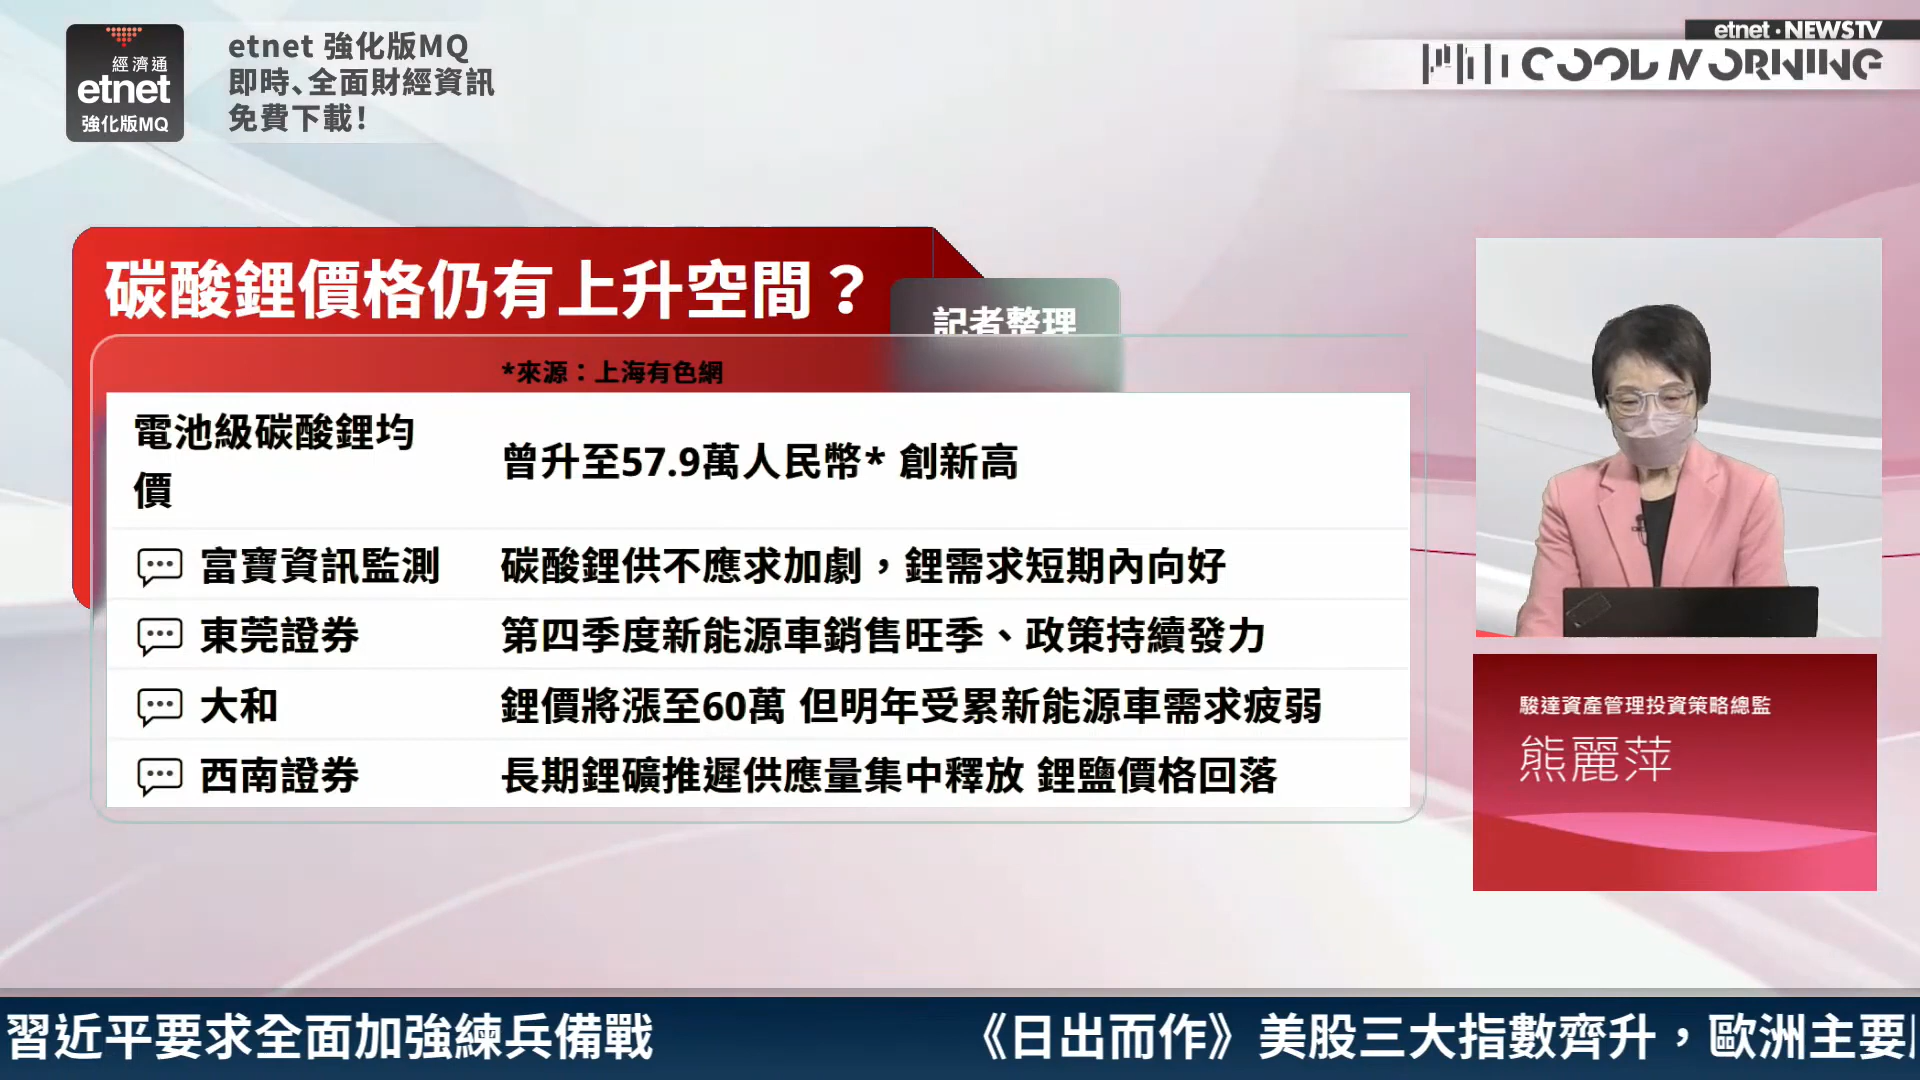 經濟通
etnet
強化版MQ
etnet 強化版MQ
即時、全面財經資訊
免費下載！
etnet·NEWSTV
COOL MORNING
碳酸鋰價格仍有上升空間？
記者整理
*來源：上海有色網
電池級碳酸鋰均
價
曾升至57.9萬人民幣* 創新高
富寶資訊監測 碳酸鋰供不應求加劇，鋰需求短期內向好
東莞證券 第四季度新能源車銷售旺季、政策持續發力
大和 鋰價將漲至60萬 但明年受累新能源車需求疲弱
西南證券 長期鋰礦推遲供應量集中釋放 鋰鹽價格回落
駿達資產管理投資策略總監
熊麗萍
習近平要求全面加強練兵備戰 《日出而作》美股三大指數齊升，歐洲主要